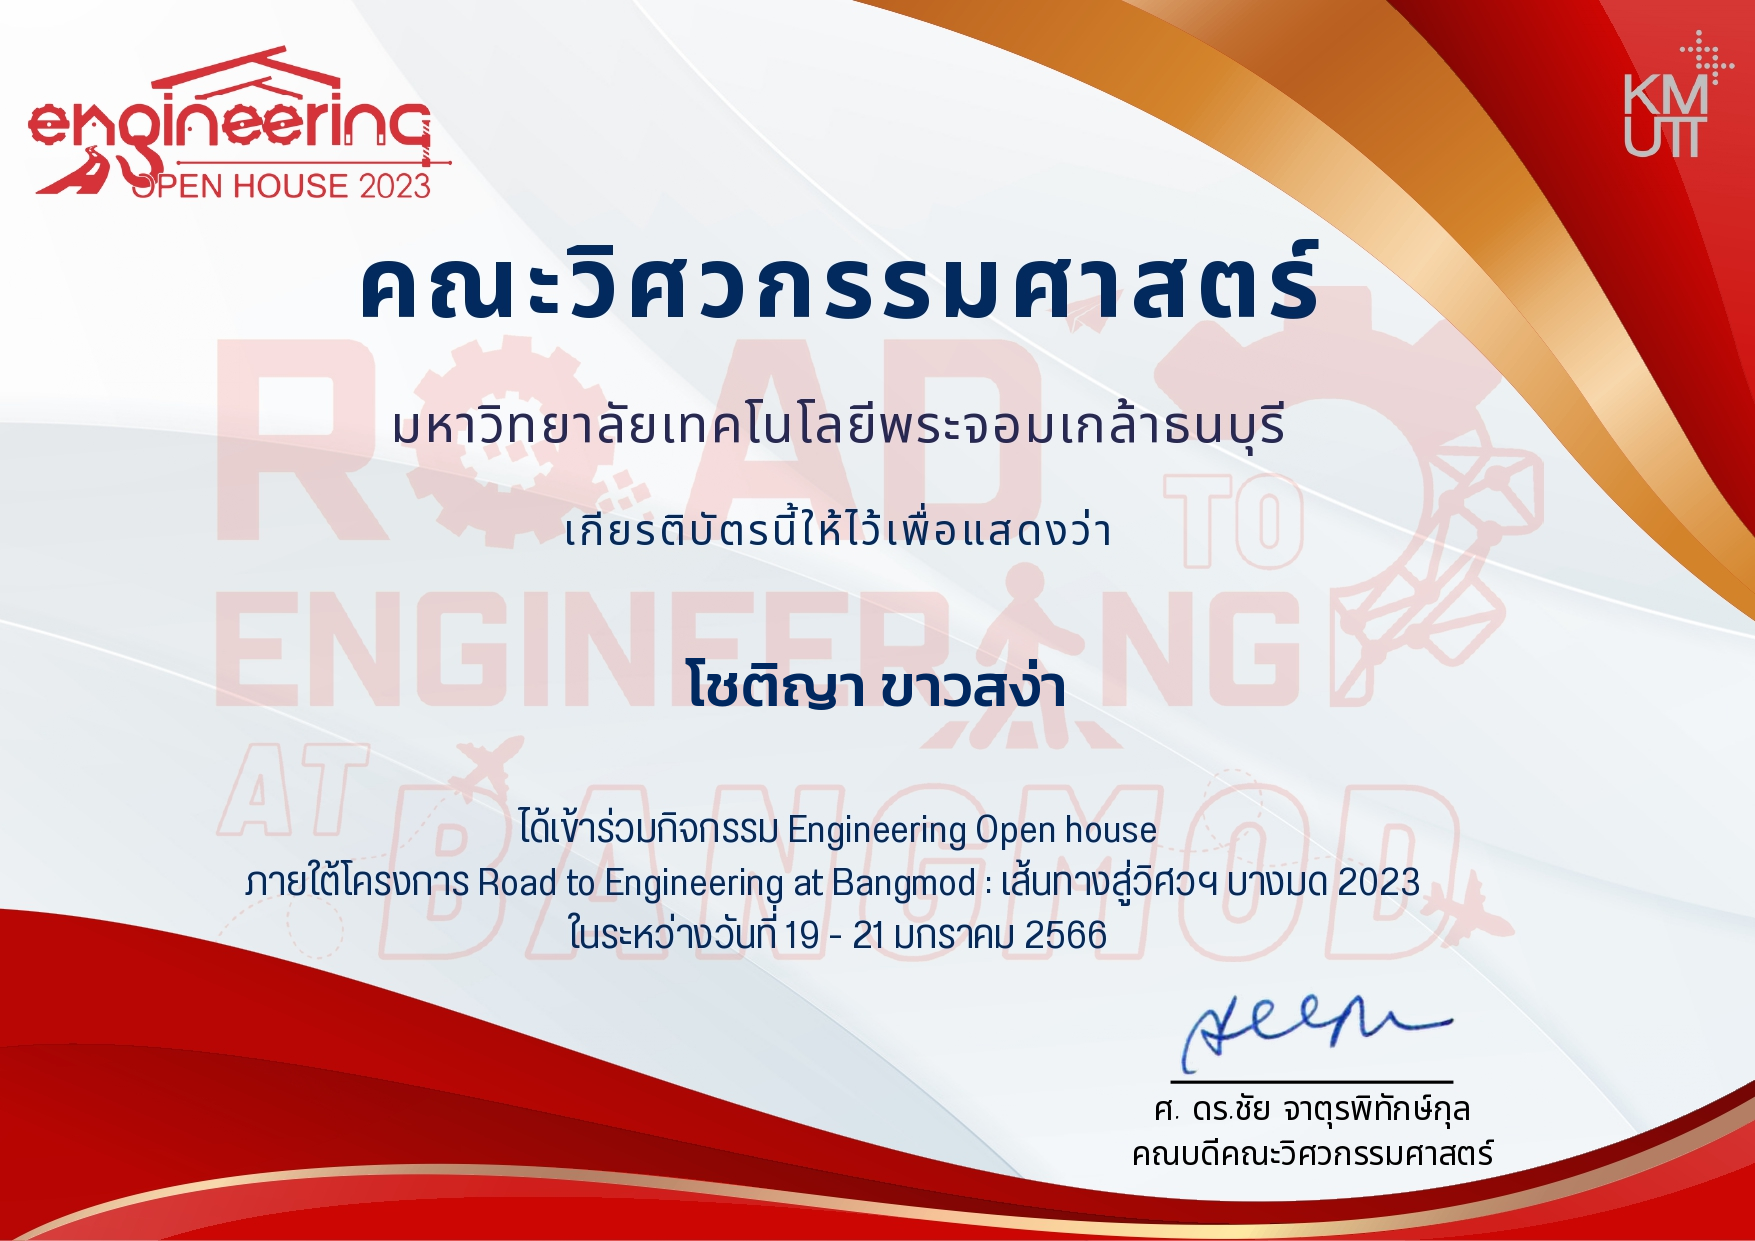 engineering
OPEN HOUSE 2023
KM
UTT
คณะวิศวกรรมศาสตร์
มหาวิทยาลัยเทคโนโลยีพระจอมเกล้าธนบุรี
เกียรติบัตรนี้ให้ไว้เพื่อแสดงว่า
โชติญา ขาวสง่า
ได้เข้าร่วมกิจกรรม Engineering Open house
ภายใต้โครงการ Road to Engineering at Bangmod : เส้นทางสู่วิศวฯ บางมด 2023
ในระหว่างวันที่ 19 - 21 มกราคม 2566
ศ. ดร.ชัย จาตุรพิทักษ์กุล
คณบดีคณะวิศวกรรมศาสตร์
ROAD TO
ENGINEERING
AT BANGMOD